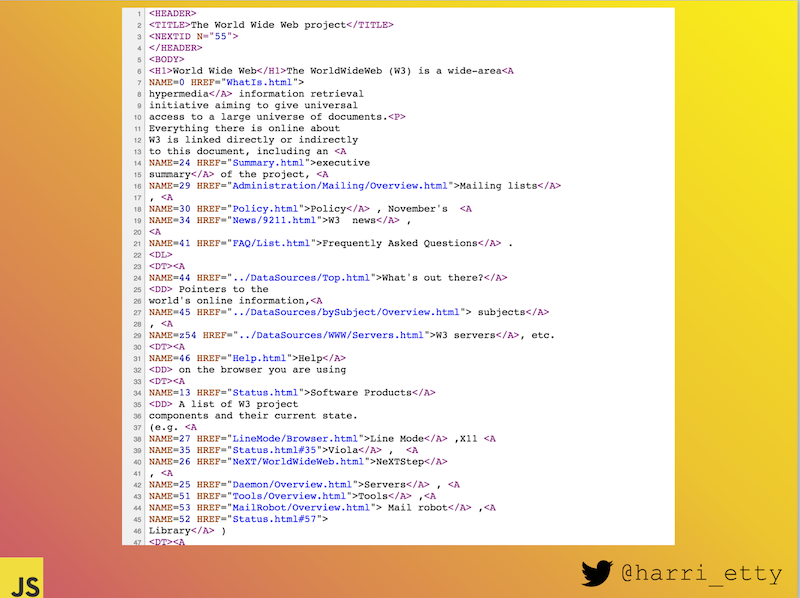 1 <HEADER>
2 <TITLE>The World Wide Web project</TITLE>
3 <NEXTID N="55">
4 </HEADER>
5 <BODY>
6 <H1>World Wide Web</H1>The WorldWideWeb (W3) is a wide-area<A
7 NAME=0 HREF="WhatIs.html">
8 hypermedia</A> information retrieval
9 initiative aiming to give universal
10 access to a large universe of documents.<P>
11 Everything there is online about
12 W3 is linked directly or indirectly
13 to this document, including an <A
14 NAME=24 HREF="Summary.html">executive
15 summary</A> of the project, <A
16 NAME=29 HREF="Administration/Mailing/Overview.html">Mailing lists</A>
17 , <A
18 NAME=30 HREF="Policy.html">Policy</A> , November's  <A
19 NAME=34 HREF="News/9211.html">W3  news</A> ,
20 <A
21 NAME=41 HREF="FAQ/List.html">Frequently Asked Questions</A> .
22 <DL>
23 <DT><A
24 NAME=44 HREF="../DataSources/Top.html">What's out there?</A>
25 <DD> Pointers to the
26 world's online information,<A
27 NAME=45 HREF="../DataSources/bySubject/Overview.html"> subjects</A>
28 , <A
29 NAME=z54 HREF="../DataSources/WWW/Servers.html">W3 servers</A>, etc.
30 <DT><A
31 NAME=46 HREF="Help.html">Help</A>
32 <DD> on the browser you are using
33 <DT><A
34 NAME=13 HREF="Status.html">Software Products</A>
35 <DD> A list of W3 project
36 components and their current state.
37 (e.g. <A
38 NAME=27 HREF="LineMode/Browser.html">Line Mode</A> ,X11 <A
39 NAME=35 HREF="Status.html#35">Viola</A> ,  <A
40 NAME=26 HREF="NeXT/WorldWideWeb.html">NeXTStep</A>
41 , <A
42 NAME=25 HREF="Daemon/Overview.html">Servers</A> , <A
43 NAME=51 HREF="Tools/Overview.html">Tools</A> ,<A
44 NAME=53 HREF="MailRobot/Overview.html"> Mail robot</A> ,<A
45 NAME=52 HREF="Status.html#57">
46 Library</A> )
47 <DT><A
JS
@harri_etty